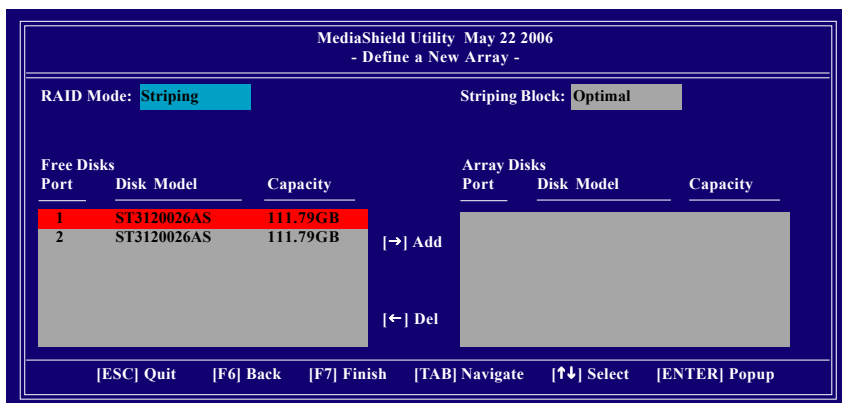 MediaShield Utility May 22 2006
- Define a New Array -
RAID Mode: Striping
Striping Block: Optimal
Free Disks
Port Disk Model Capacity
1 ST3120026AS 111.79GB
2 ST3120026AS 111.79GB
[→] Add
[←] Del
Array Disks
Port Disk Model Capacity
[ESC] Quit [F6] Back [F7] Finish [TAB] Navigate [↑↓] Select [ENTER] Popup